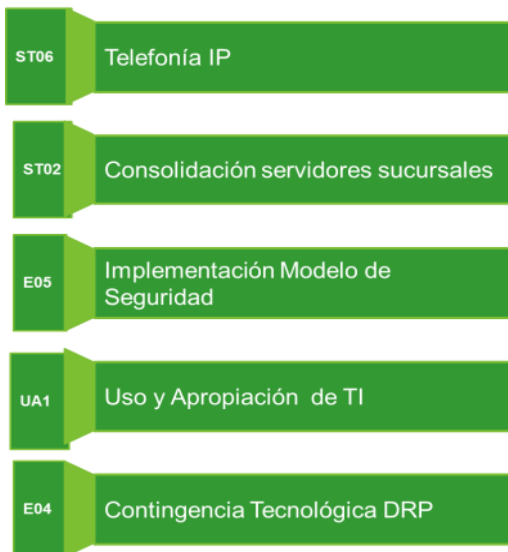 ST06
Telefonía IP
ST02
Consolidación servidores sucursales
E05
Implementación Modelo de
Seguridad
UA1
Uso y Apropiación de TI
E04
Contingencia Tecnológica DRP